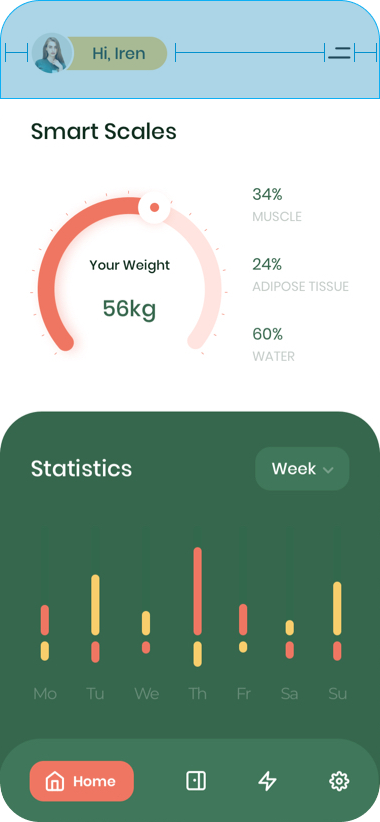 Hi, Iren
Smart Scales
34%
MUSCLE
Your Weight
24%
ADIPOSE TISSUE
56kg
60%
WATER
Statistics
Week
Mo Tu We Th Fr Sa Su
Home